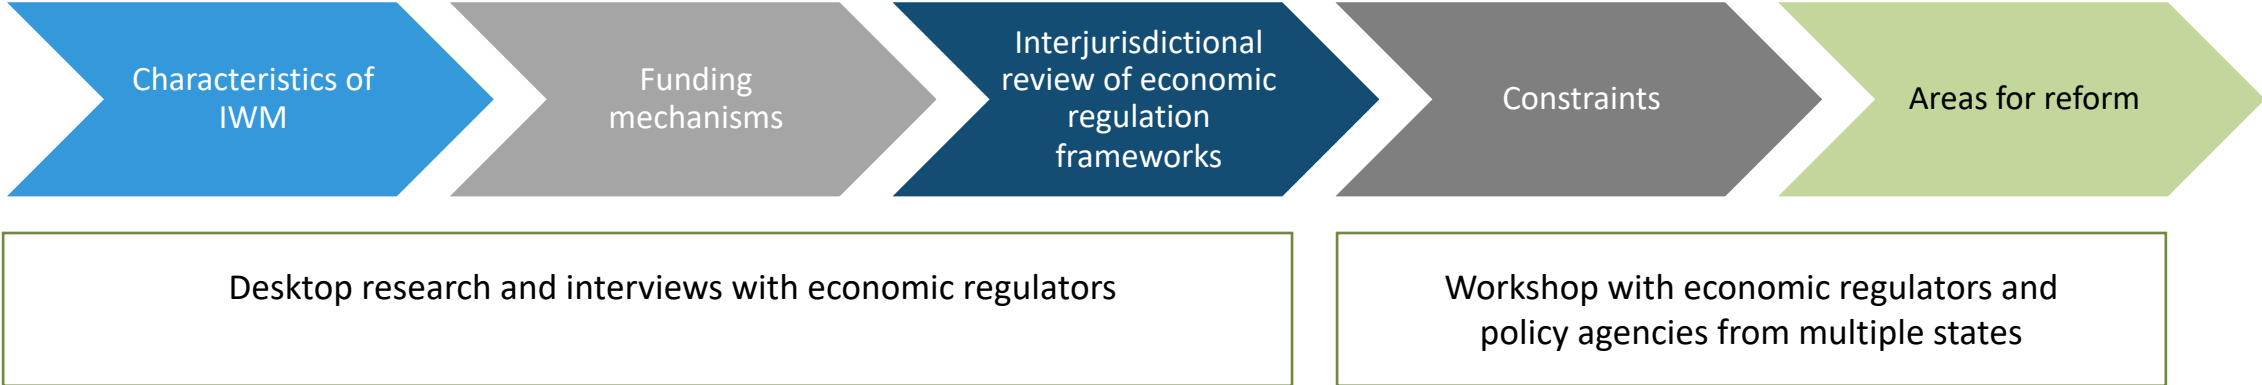 Characteristics of
IWM
Funding
mechanisms
Interjurisdictional
review of economic
regulation
frameworks
Constraints
Areas for reform
Desktop research and interviews with economic regulators
Workshop with economic regulators and
policy agencies from multiple states